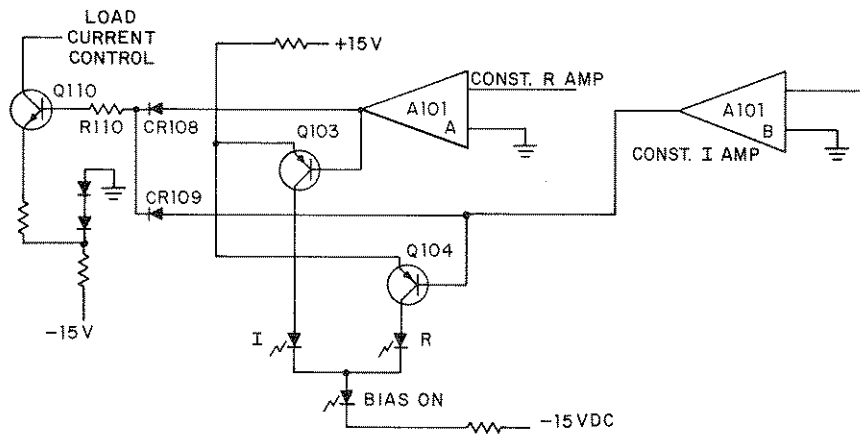 LOAD
CURRENT
CONTROL
+15V
Q110
CONST. R AMP
A101
A
A101
B
R110
CR108
Q103
CONST. I AMP
CR109
Q104
-15V
I
R
BIAS ON
-15VDC